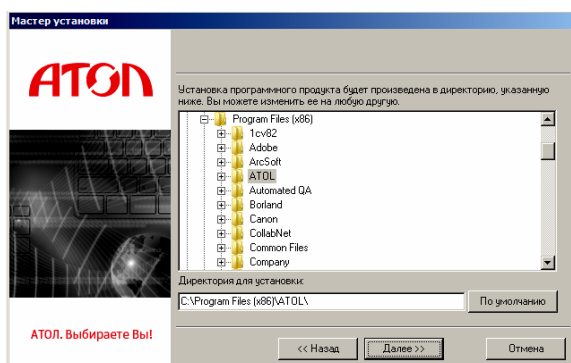 Мастер установки
АТОЛ
Установка программного продукта будет произведена в директорию, указанную
ниже. Вы можете изменить ее на любую другую.
Program Files (x86)
1cv82
Adobe
ArcSoft
ATOL
Automated QA
Borland
Canon
CollabNet
Common Files
Company
Директория для установки:
C:\Program Files (x86)\ATOL\
По умолчанию
АТОЛ. Выбираете Вы!
<< Назад
Далее >>
Отмена